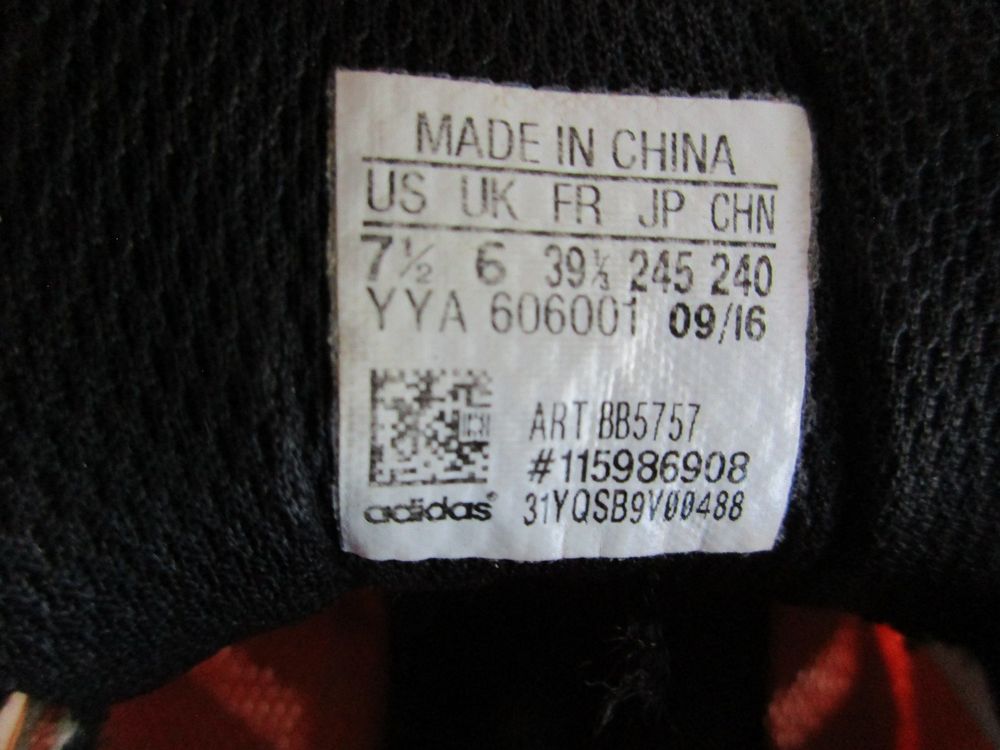 MADE IN CHINA
US UK FR JP CHN
7½ 6 39⅓ 245 240
YYA 606001 09/16
ART BB5757
#115986908
adidas® 31YQSB9V00488